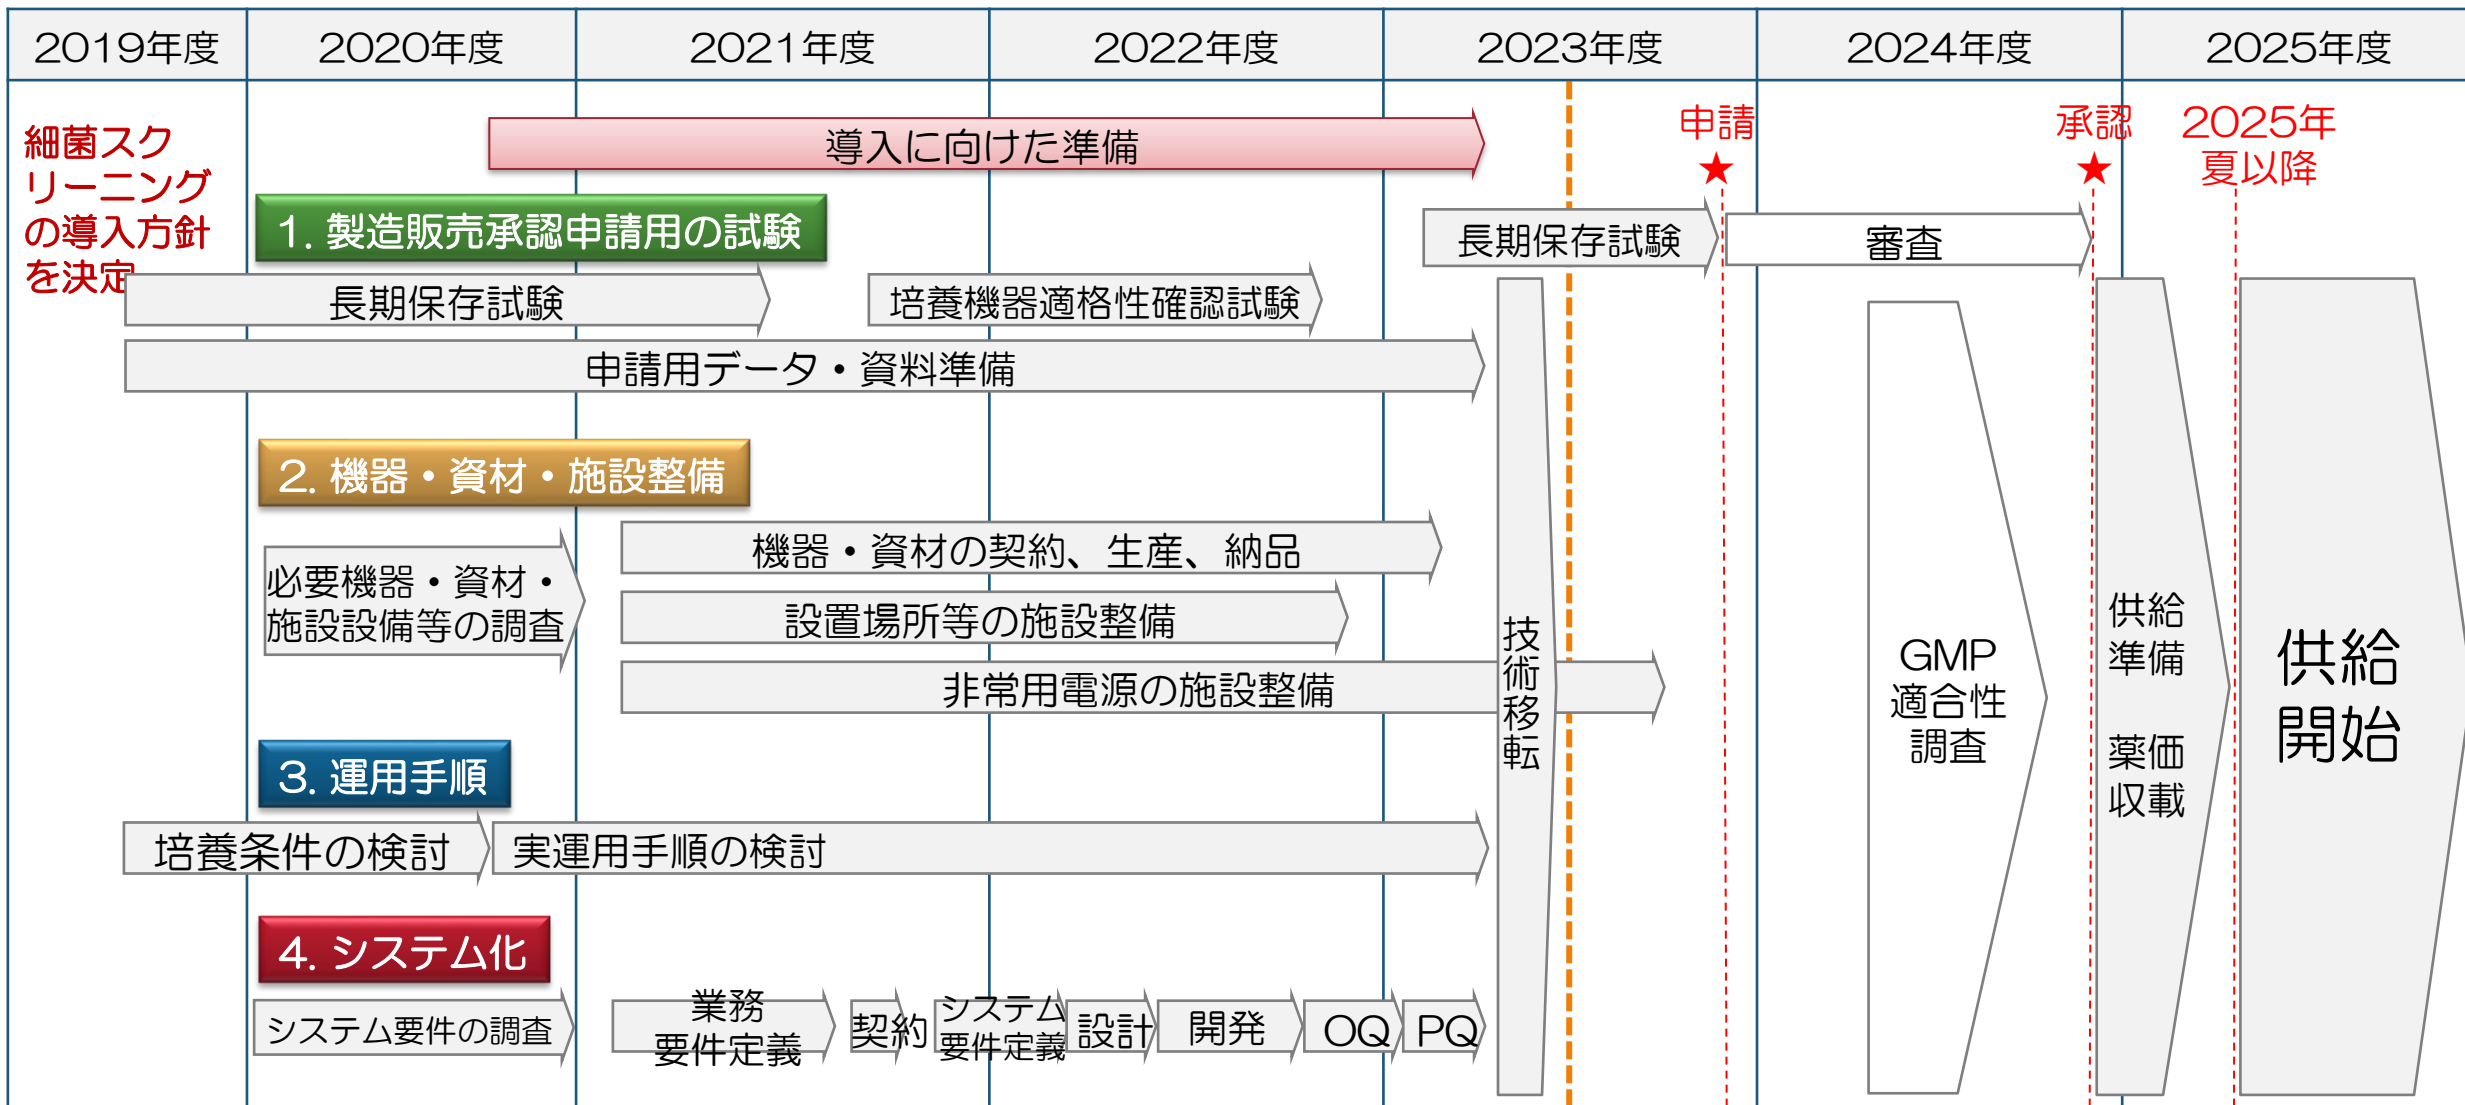 2019年度
2020年度
2021年度
2022年度
2023年度
2024年度
2025年度
細菌スク
リーニング
の導入方針
を決定
導入に向けた準備
申請
★
承認
★
2025年
夏以降
1. 製造販売承認申請用の試験
長期保存試験
審査
長期保存試験
培養機器適格性確認試験
申請用データ・資料準備
2. 機器・資材・施設整備
必要機器・資材・
施設設備等の調査
機器・資材の契約、生産、納品
設置場所等の施設整備
非常用電源の施設整備
技術移転
GMP
適合性
調査
供給
準備
薬価
収載
供給
開始
3. 運用手順
培養条件の検討
実運用手順の検討
4. システム化
システム要件の調査
業務
要件定義
契約
システム
要件定義
設計
開発
OQ
PQ